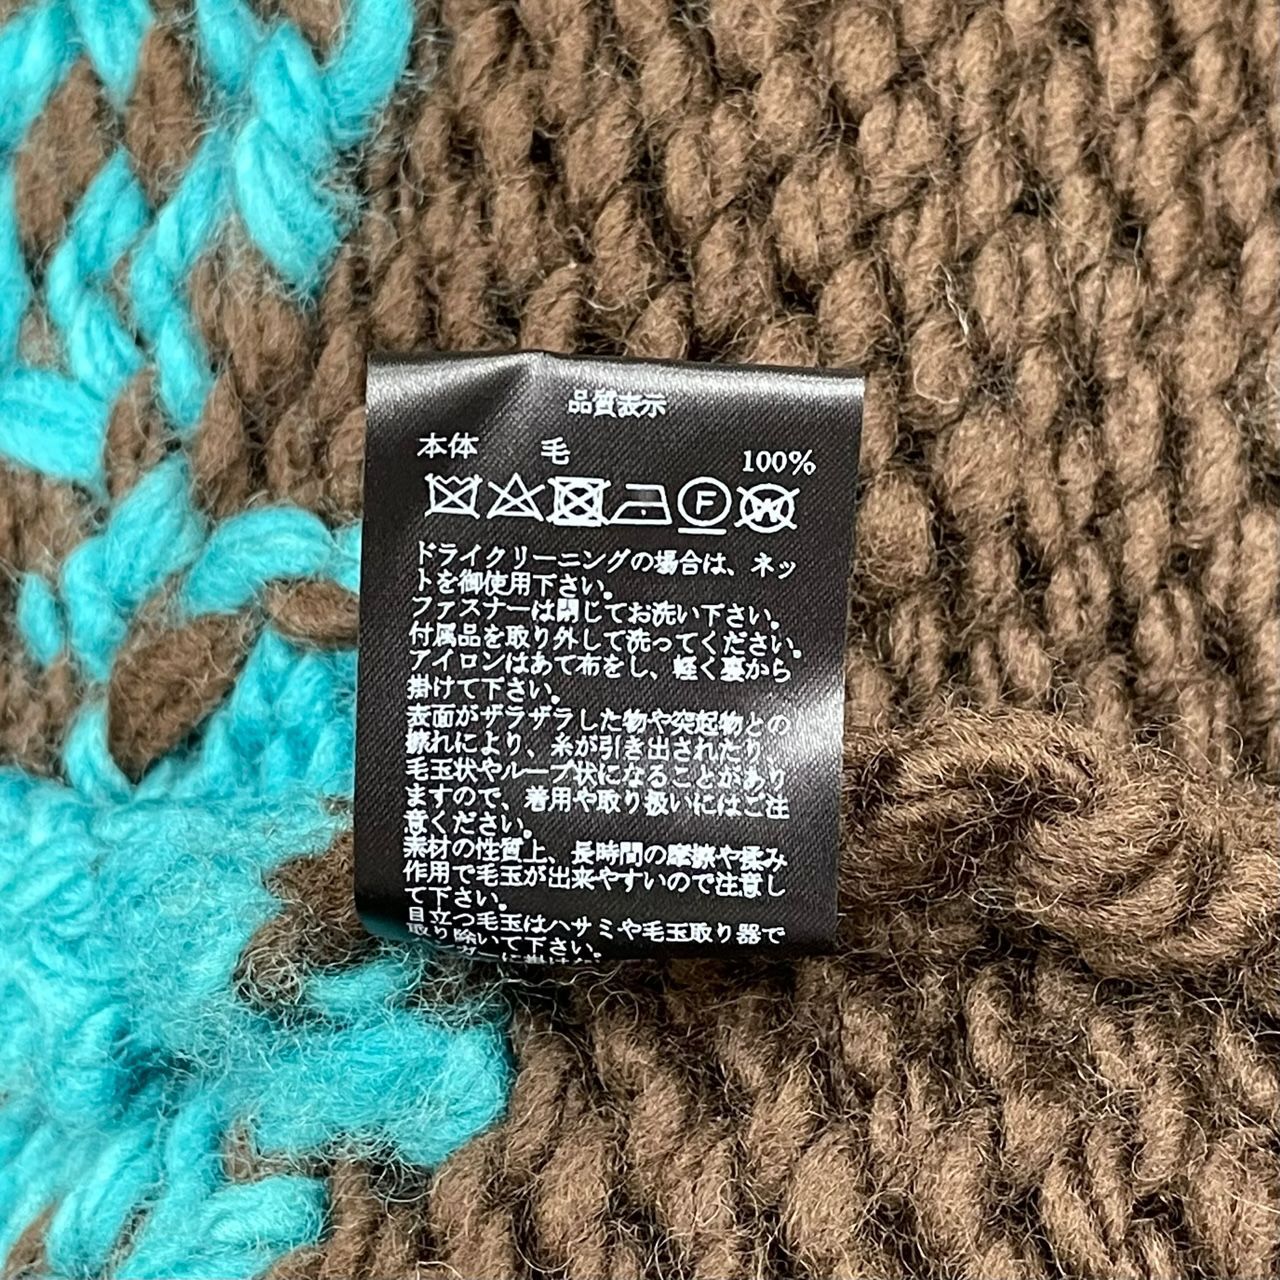 品質表示
本体 毛 100%
F W
ドライクリーニングの場合は、ネッ
トを御使用下さい。
ファスナーは閉じてお洗い下さい。
付属品を取り外して洗ってください。
アイロンはあて布をし、軽く裏から
掛けて下さい。
表面がザラザラした物や突起物との
擦れにより、糸が引き出されたり
毛玉状やループ状になることがあり
ますので、着用や取り扱いにはご注
意ください。
素材の性質上、長時間の摩擦や揉み
作用で毛玉が出来やすいので注意し
て下さい。
目立つ毛玉はハサミや毛玉取り器で
取り除いて下さい。